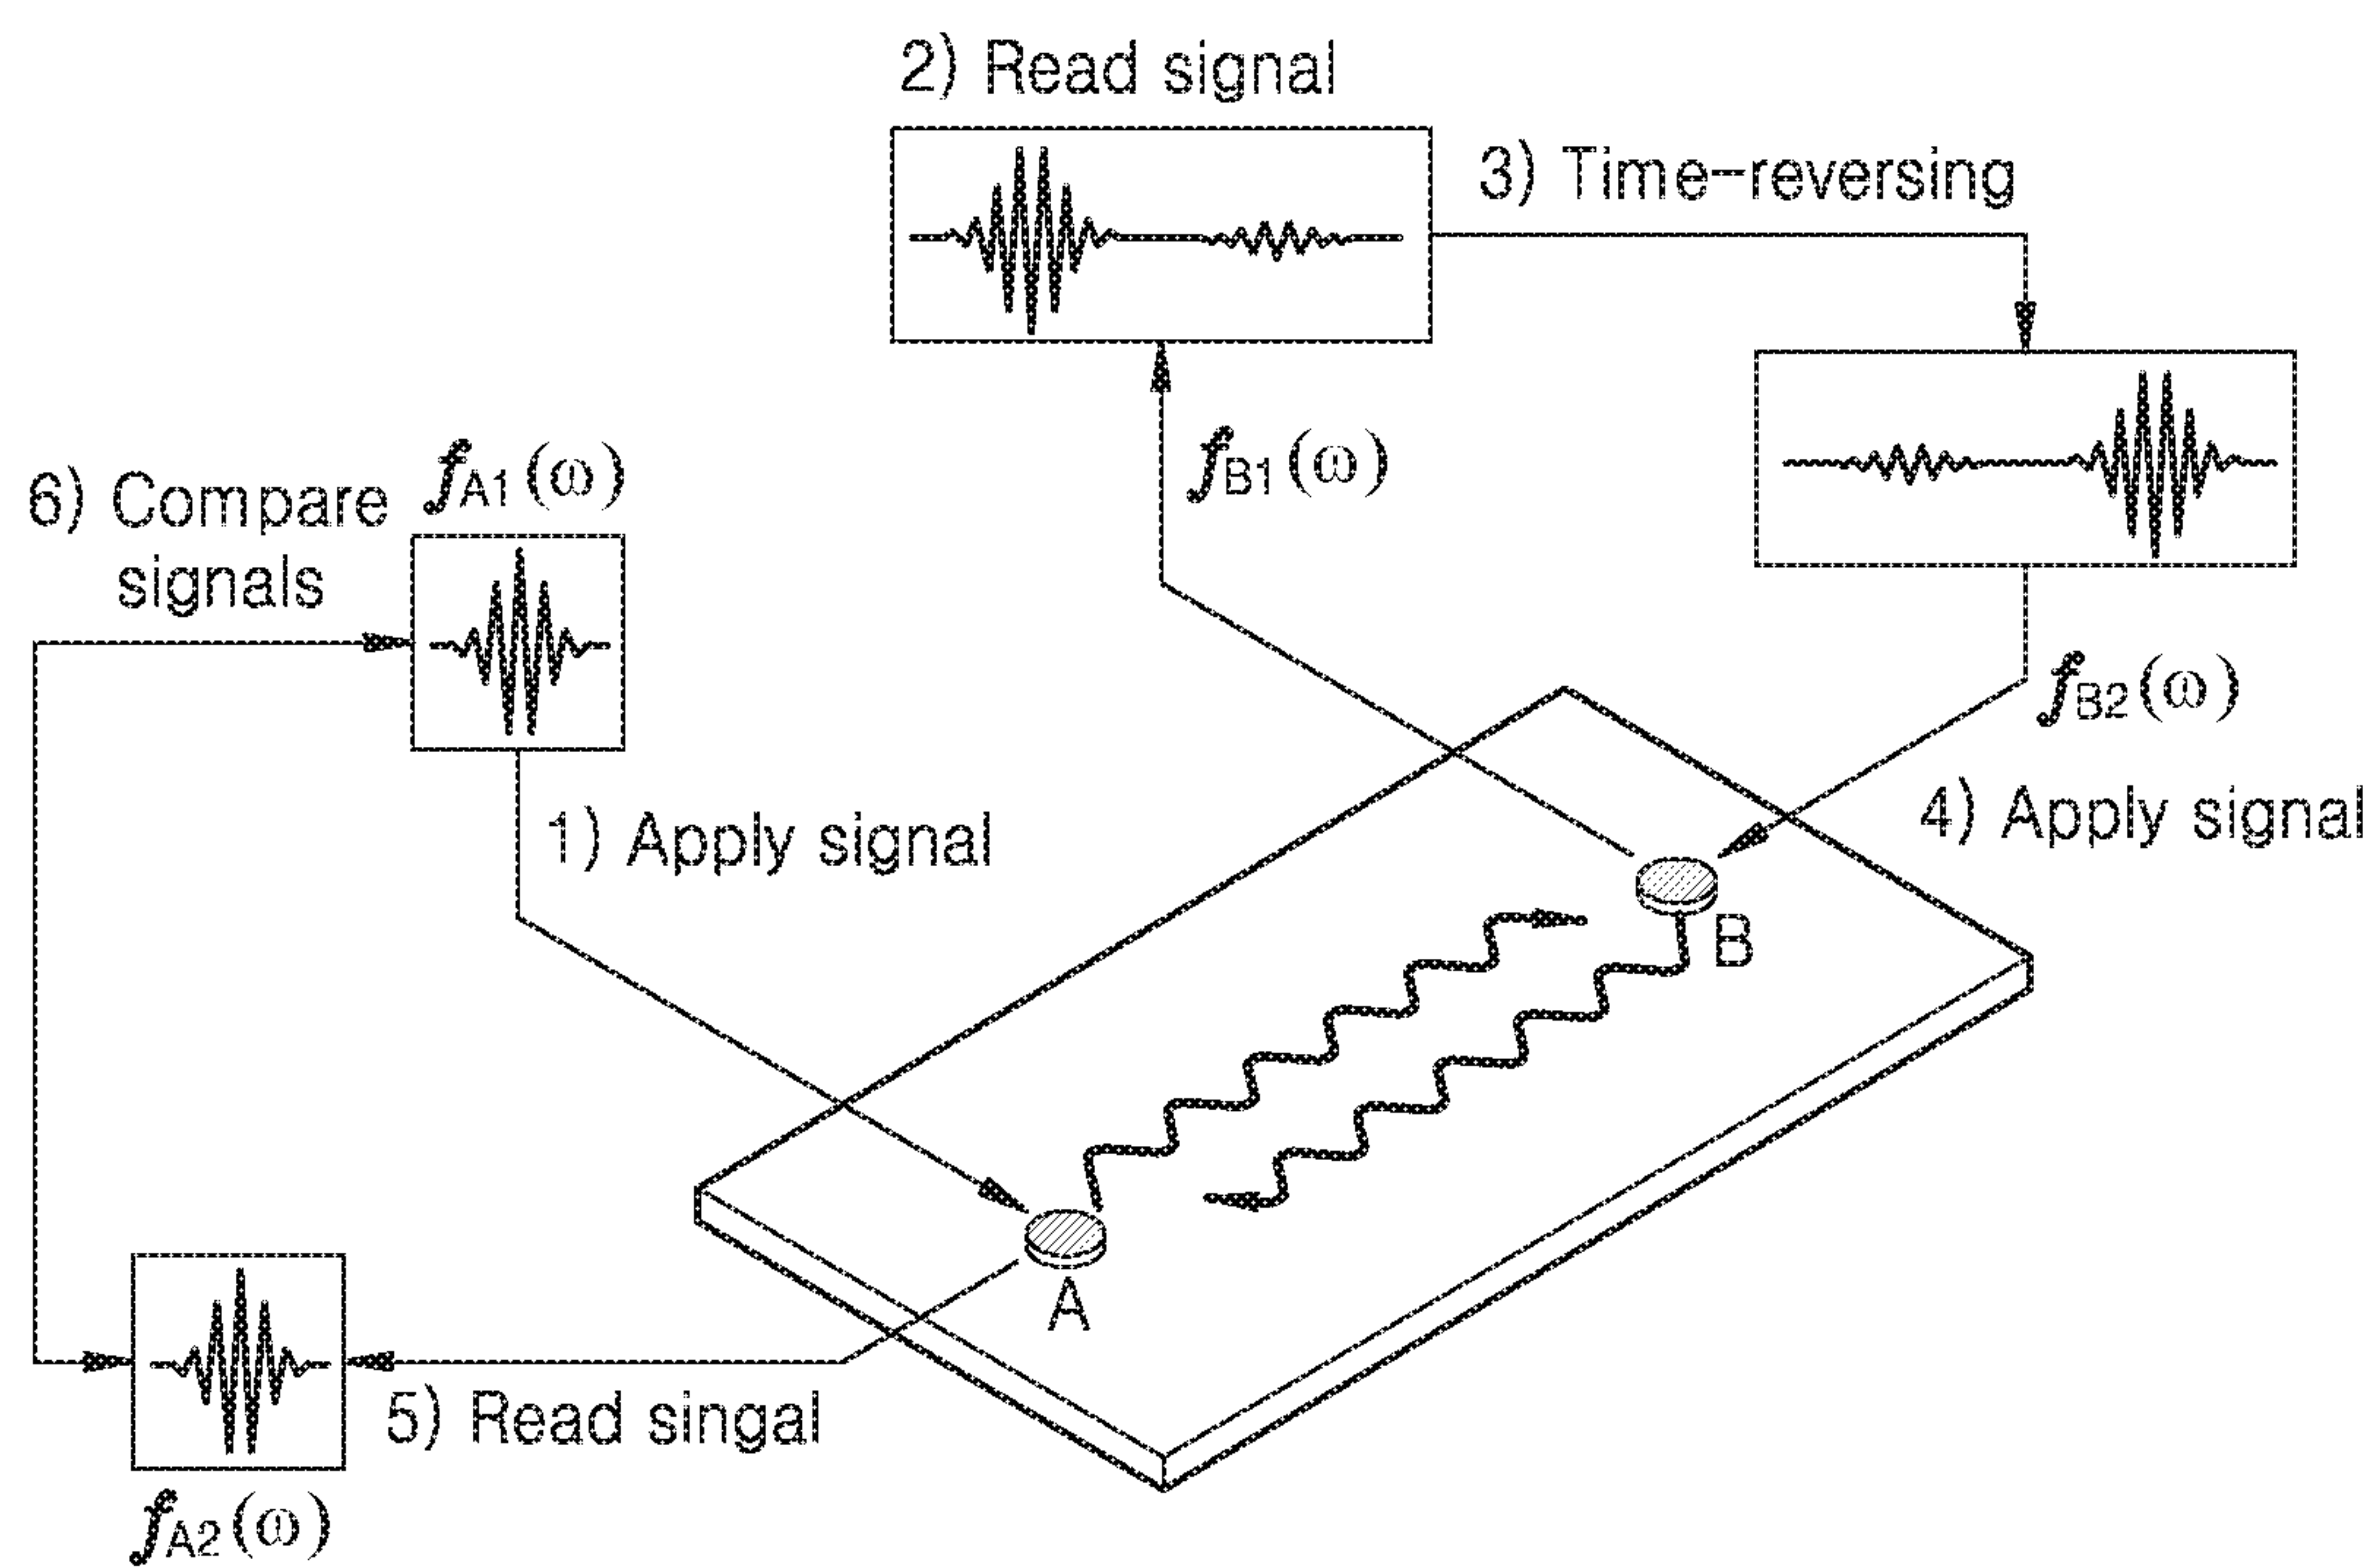 2) Read signal
3) Time-reversing
6) Compare
signals
fA1(ω)
fB1(ω)
fB2(ω)
1) Apply signal
4) Apply signal
B
A
5) Read singal
fA2(ω)